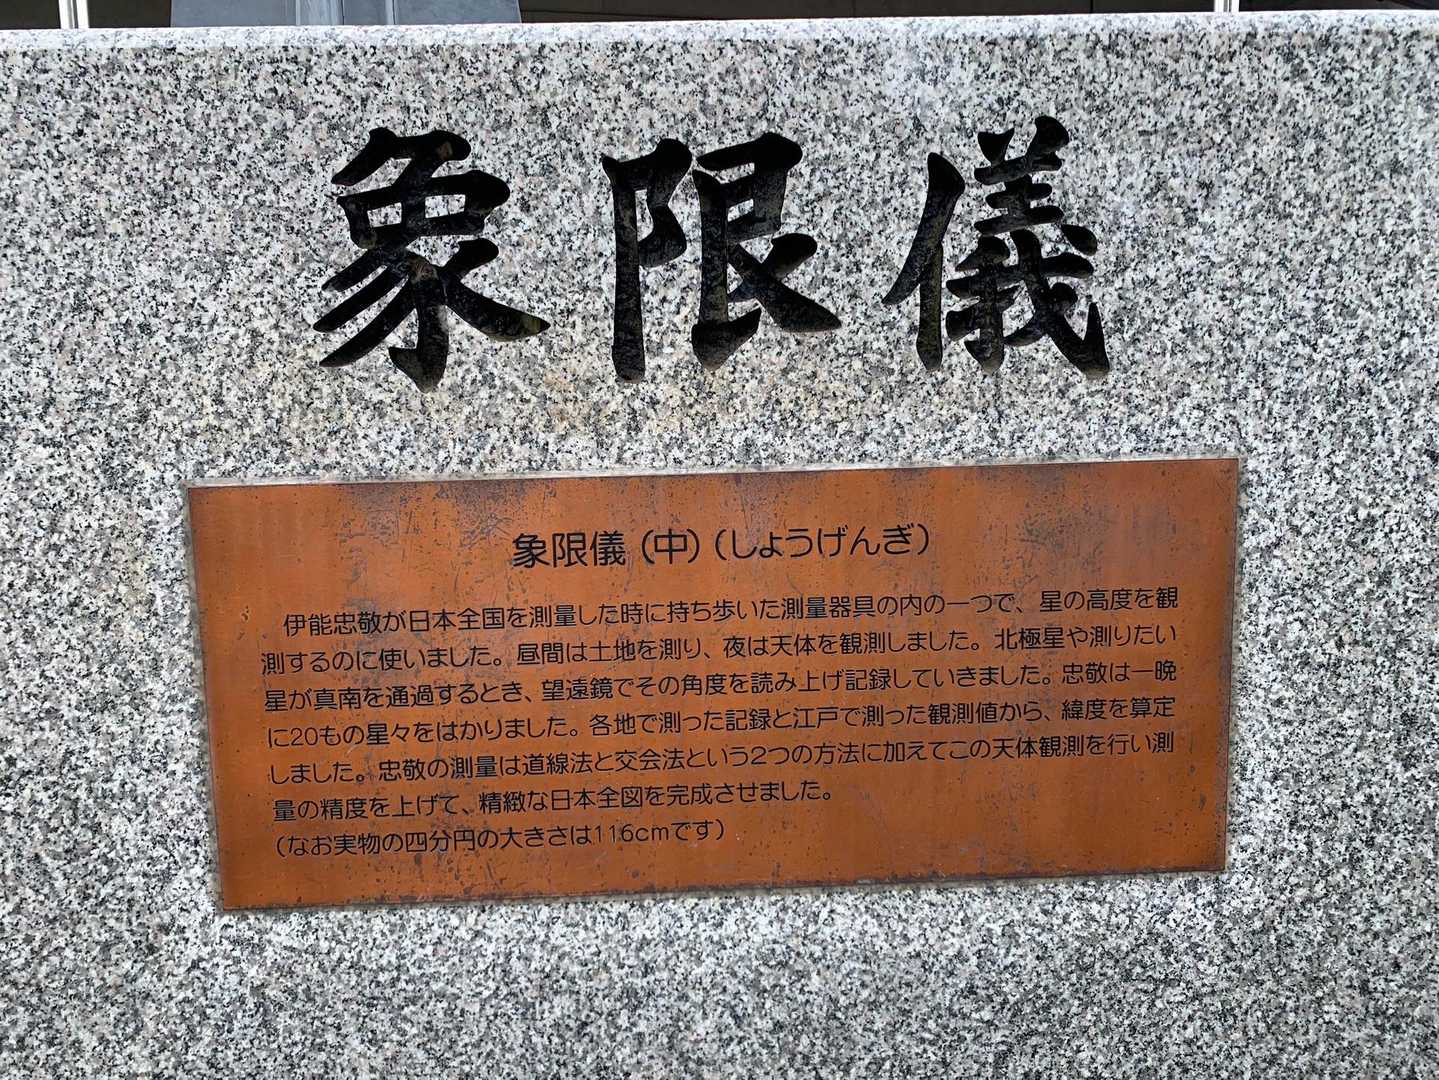 象限儀
象限儀（中）（しょうげんぎ）
伊能忠敬が日本全国を測量した時に持ち歩いた測量器具の内の一つで、星の高度を観
測するのに使いました。昼間は土地を測り、夜は天体を観測しました。北極星や測りたい
星が真南を通過するとき、望遠鏡でその角度を読み上げ記録していきました。忠敬は一晩
に20もの星々をはかりました。各地で測った記録と江戸で測った観測値から、緯度を算定
しました。忠敬の測量は道線法と交会法という2つの方法に加えてこの天体観測を行い測
量の精度を上げて、精緻な日本全図を完成させました。
（なお実物の四分円の大きさは116cmです）